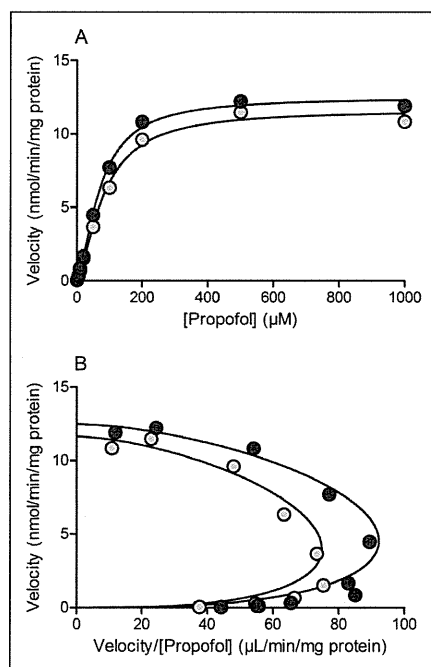 A
Velocity (nmol/min/mg protein)
15
10
5
0
0 200 400 600 800 1000
[Propofol] (µM)
B
Velocity (nmol/min/mg protein)
15
10
5
0
0 20 40 60 80 100
Velocity/[Propofol] (µL/min/mg protein)